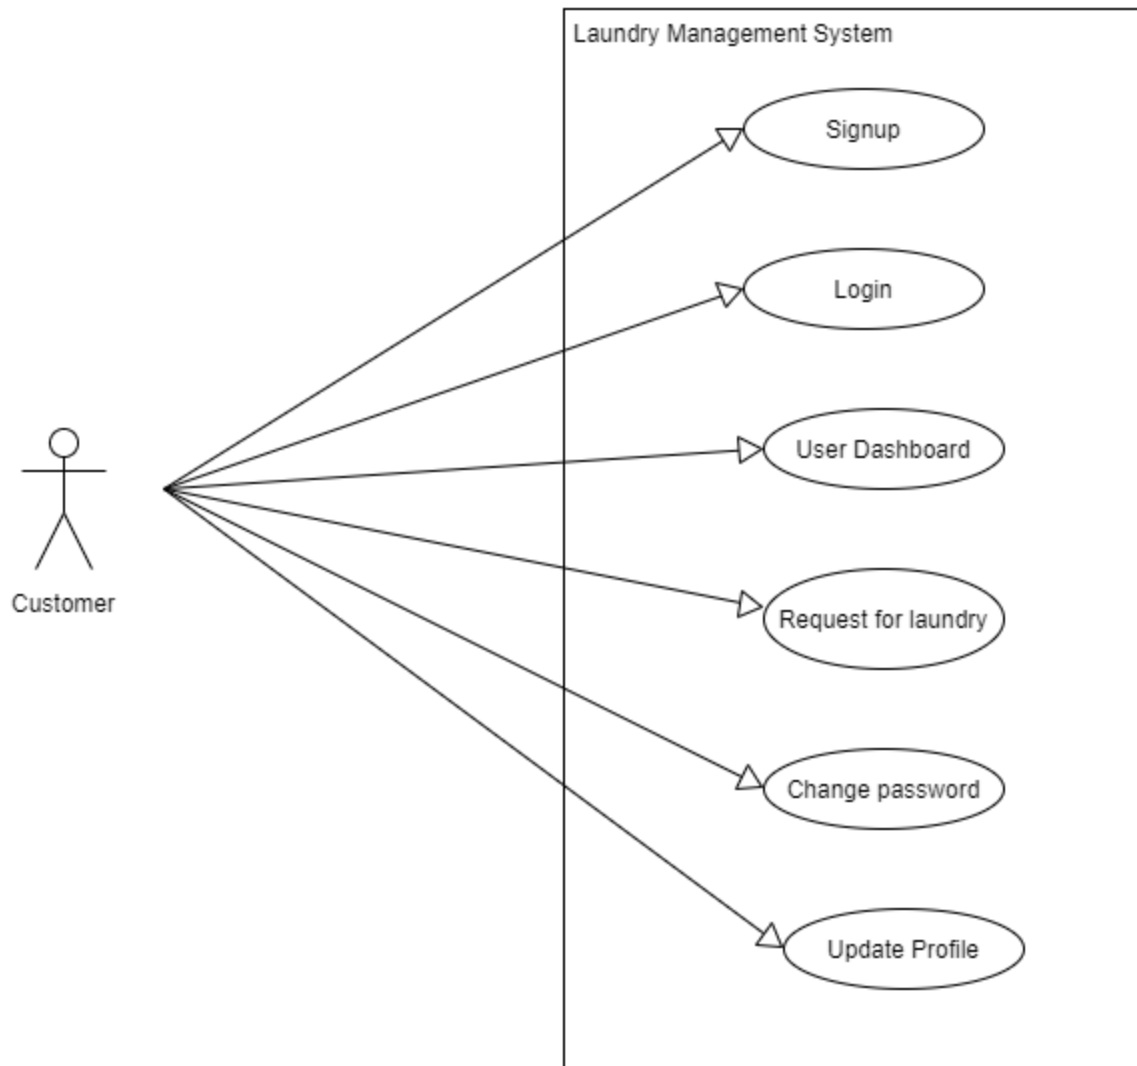 Laundry Management System
Signup
Login
User Dashboard
Request for laundry
Customer
Change password
Update Profile